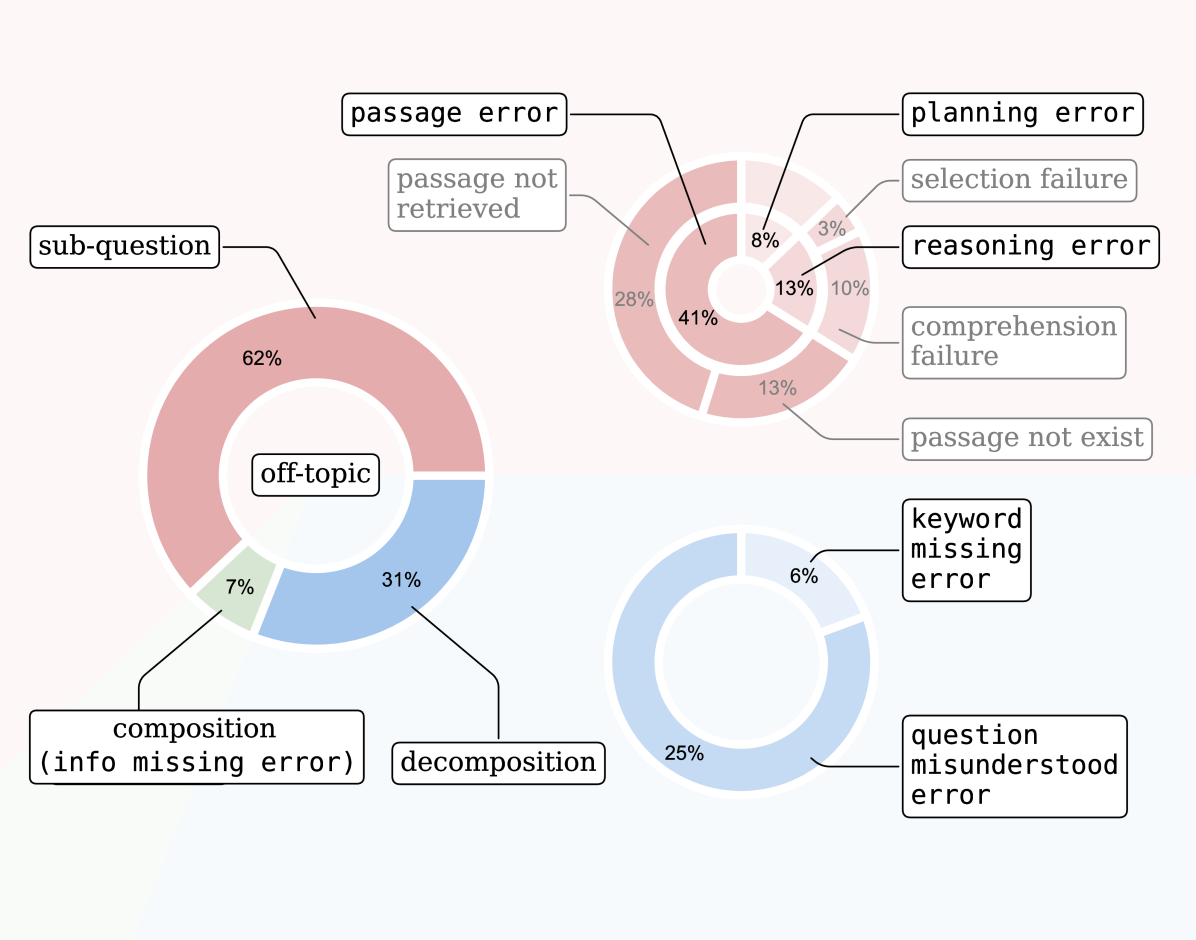 passage error
planning error
passage not
retrieved
selection failure
3%
8%
sub-question
reasoning error
28%
13%
10%
41%
comprehension
failure
62%
13%
passage not exist
off-topic
keyword
missing
error
6%
7%
31%
composition
(info missing error)
decomposition
25%
question
misunderstood
error